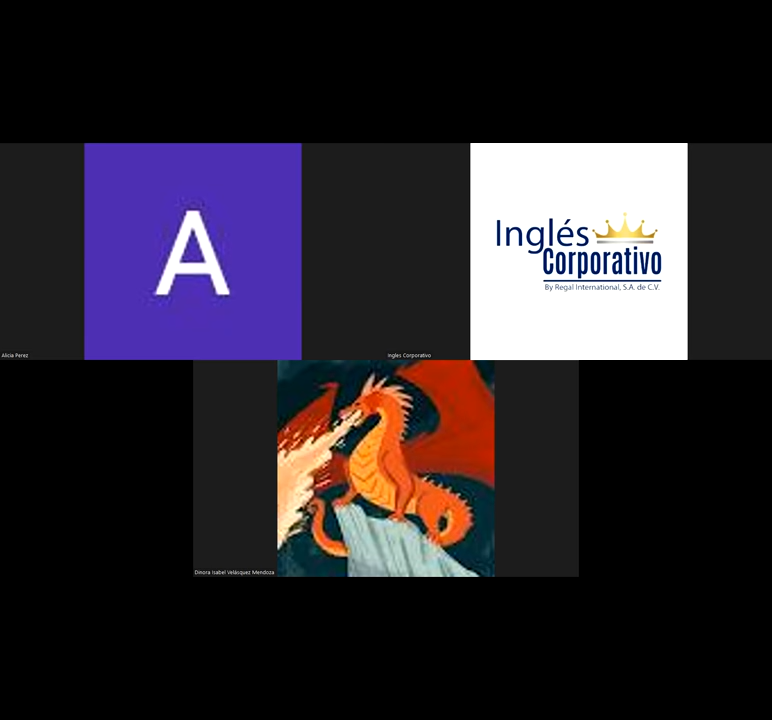 A
Inglés
Corporativo
By Regal International, S.A. de C.V.
Alicia Perez
Ingles Corporativo
Dinora Isabel Velásquez Mendoza